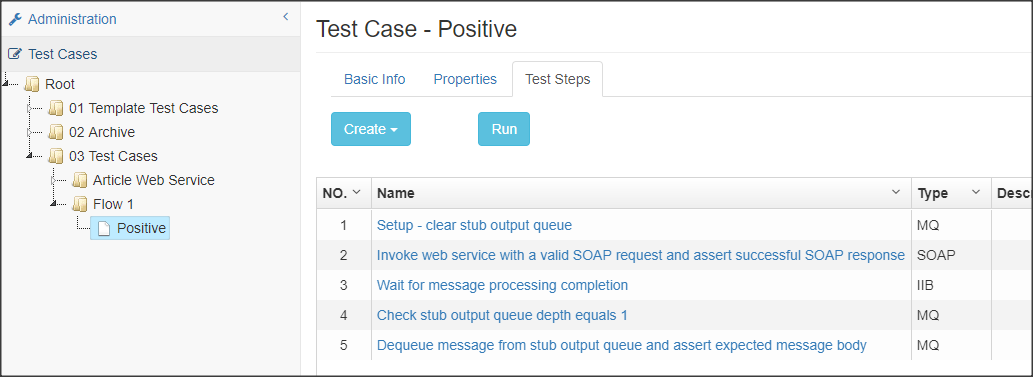 Administration
Test Cases
Root
01 Template Test Cases
02 Archive
03 Test Cases
Article Web Service
Flow 1
Positive
Test Case - Positive
Basic Info Properties Test Steps
Create Run
NO. Name Type Descr
1 Setup - clear stub output queue MQ
2 Invoke web service with a valid SOAP request and assert successful SOAP response SOAP
3 Wait for message processing completion IIB
4 Check stub output queue depth equals 1 MQ
5 Dequeue message from stub output queue and assert expected message body MQ